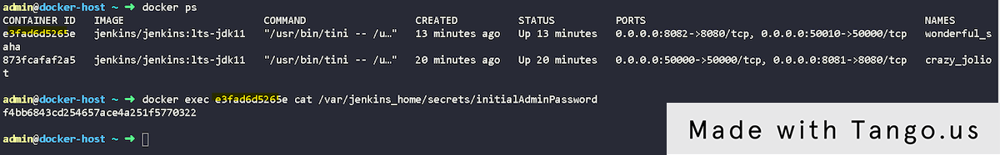 admin@docker-host ~ ➜ docker ps
CONTAINER ID IMAGE COMMAND CREATED STATUS PORTS NAMES
e3fad6d5265e jenkins/jenkins:lts-jdk11 "/usr/bin/tini -- /u…" 13 minutes ago Up 13 minutes 0.0.0.0:8082->8080/tcp, 0.0.0.0:50010->50000/tcp wonderful_s
aha
873fcafaf2a5 jenkins/jenkins:lts-jdk11 "/usr/bin/tini -- /u…" 20 minutes ago Up 20 minutes 0.0.0.0:50000->50000/tcp, 0.0.0.0:8081->8080/tcp crazy_jolio
t
admin@docker-host ~ ➜ docker exec e3fad6d5265e cat /var/jenkins_home/secrets/initialAdminPassword
f4bb6843cd254657ace4a251f5770322
admin@docker-host ~ ➜
Made with Tango.us